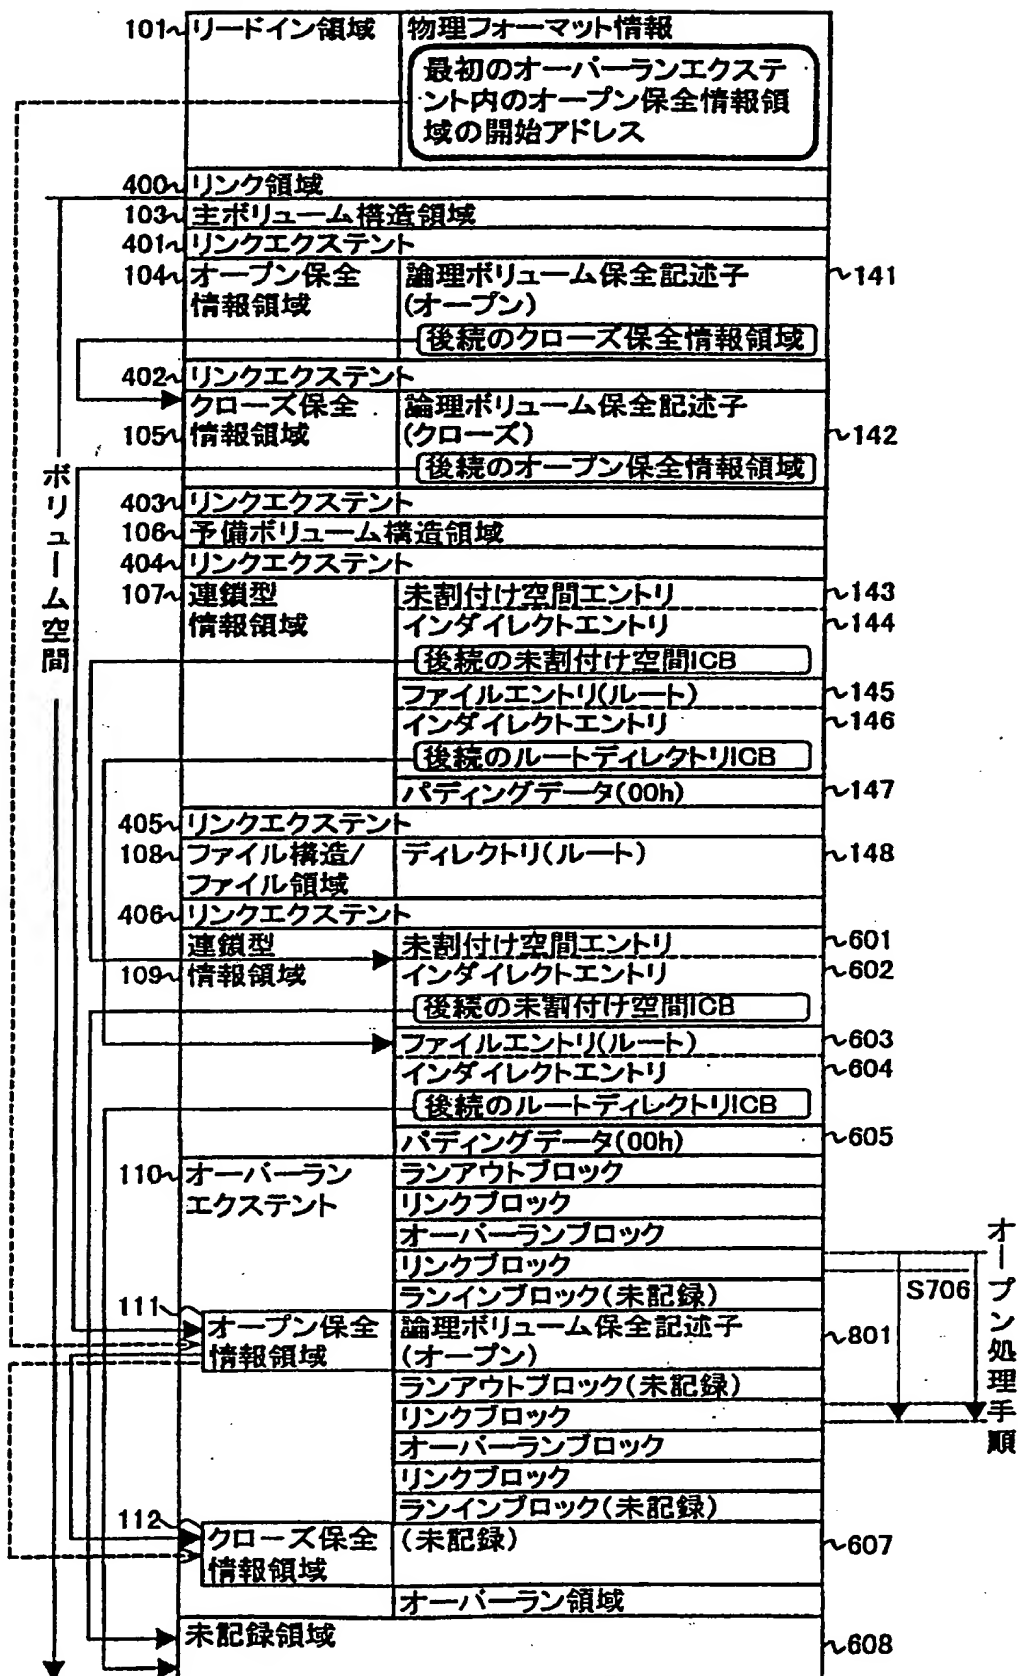 101 リードイン領域 物理フォーマット情報
最初のオーバーランエクステ
ント内のオープン保全情報領
域の開始アドレス
400 リンク領域
103 主ボリューム構造領域
401 リンクエクステント
104 オープン保全 論理ボリューム保全記述子 141
情報領域 (オープン)
後続のクローズ保全情報領域
402 リンクエクステント
クローズ保全 論理ボリューム保全記述子
105 情報領域 (クローズ) 142
後続のオープン保全情報領域
403 リンクエクステント
106 予備ボリューム構造領域
404 リンクエクステント
107 連鎖型 未割付け空間エントリ 143
情報領域 インダイレクトエントリ 144
後続の未割付け空間ICB
ファイルエントリ(ルート) 145
インダイレクトエントリ 146
後続のルートディレクトリICB
パディングデータ(00h) 147
405 リンクエクステント
108 ファイル構造/ ディレクトリ(ルート) 148
ファイル領域
406 リンクエクステント
連鎖型 未割付け空間エントリ 601
109 情報領域 インダイレクトエントリ 602
後続の未割付け空間ICB
ファイルエントリ(ルート) 603
インダイレクトエントリ 604
後続のルートディレクトリICB
パディングデータ(00h) 605
110 オーバーラン ランアウトブロック
エクステント リンクブロック
オーバーランブロック
リンクブロック
ランインブロック(未記録)
111
オープン保全 論理ボリューム保全記述子 801
情報領域 (オープン)
ランアウトブロック(未記録)
リンクブロック
オーバーランブロック
リンクブロック
ランインブロック(未記録)
112
クローズ保全 (未記録) 607
情報領域
オーバーラン領域
未記録領域 608
ボリューム空間
S706
オープン処理手順